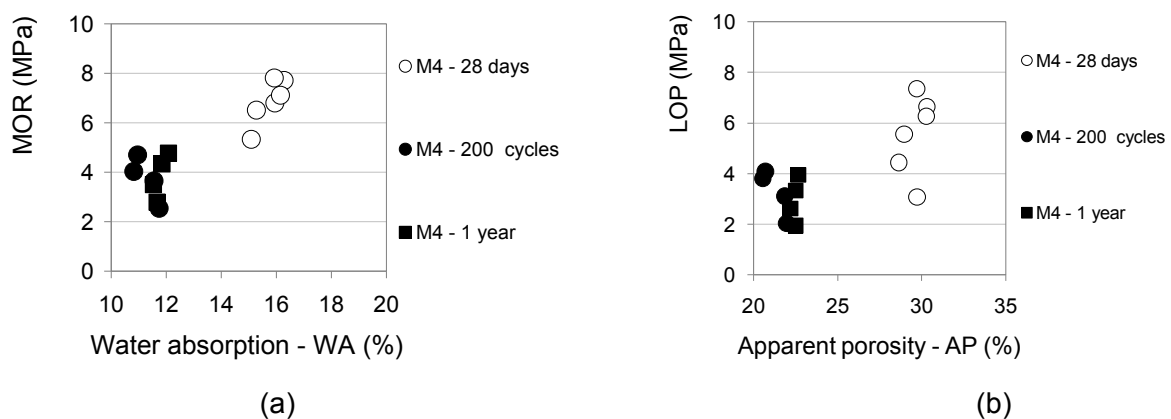 MOR (MPa)
10
8
6
4
2
0
10 12 14 16 18 20
Water absorption - WA (%)
M4 - 28 days
M4 - 200 cycles
M4 - 1 year
(a)
LOP (MPa)
10
8
6
4
2
0
20 25 30 35
Apparent porosity - AP (%)
M4 - 28 days
M4 - 200 cycles
M4 - 1 year
(b)